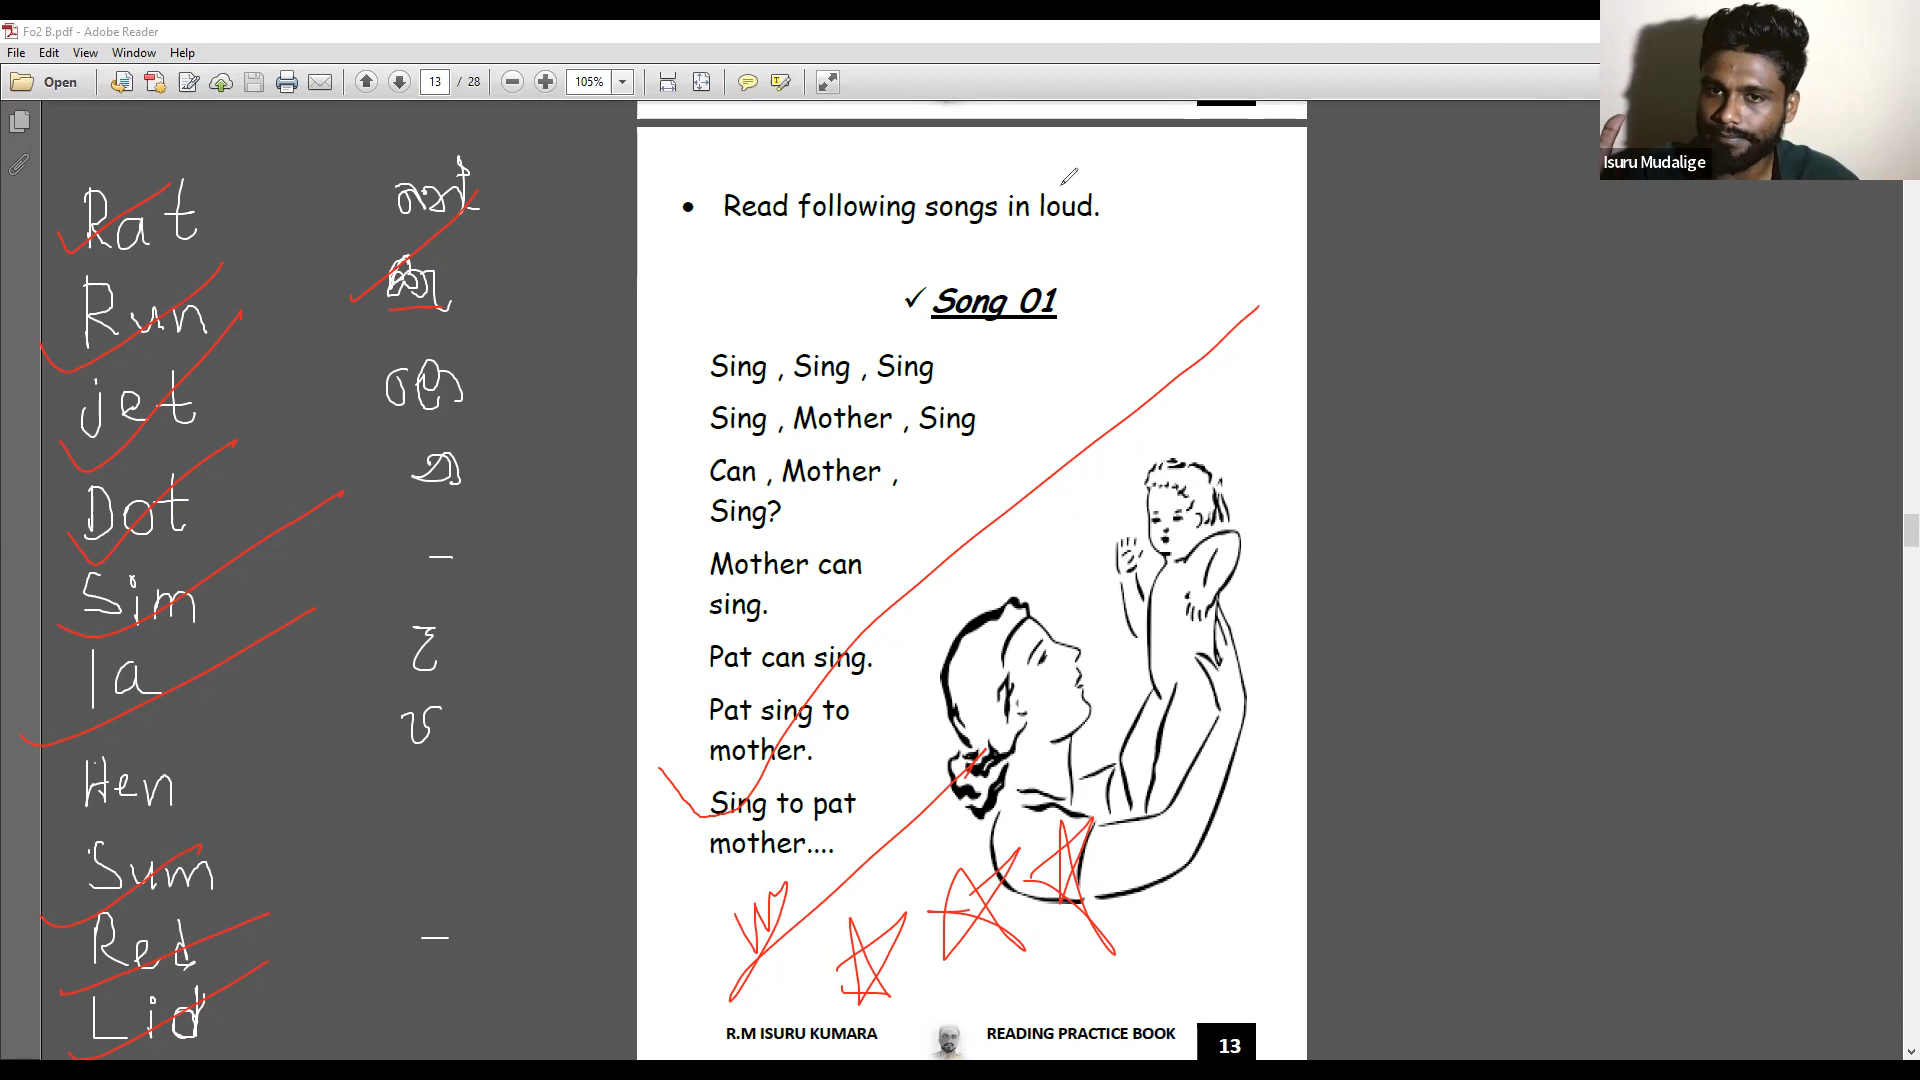 Fo2 B.pdf - Adobe Reader
File Edit View Window Help
Open 13 / 28 105%
Isuru Mudalige
Rat
Run
jet
Dot
Sim
1a
Hen
Sum
Red
Lid
• Read following songs in loud.
✓ Song 01
Sing , Sing , Sing
Sing , Mother , Sing
Can , Mother ,
Sing?
Mother can
sing.
Pat can sing.
Pat sing to
mother.
Sing to pat
mother....
R.M ISURU KUMARA READING PRACTICE BOOK 13